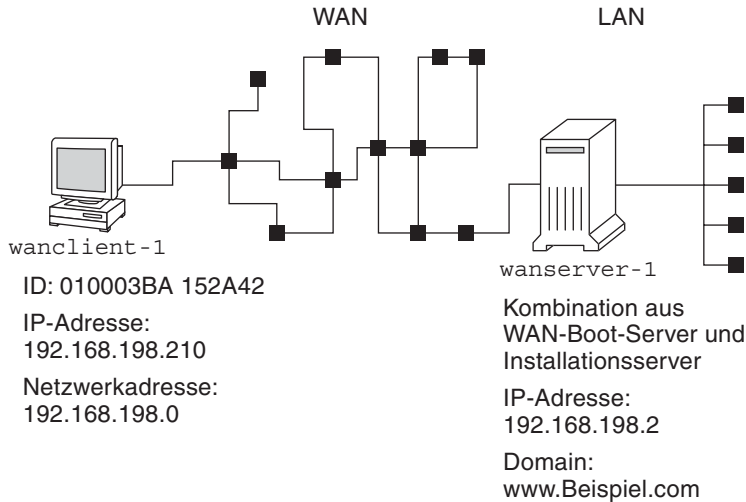 WAN
LAN
wanclient-1
ID: 010003BA 152A42
IP-Adresse:
192.168.198.210
Netzwerkadresse:
192.168.198.0
wanserver-1
Kombination aus
WAN-Boot-Server und
Installationsserver
IP-Adresse:
192.168.198.2
Domain:
www.Beispiel.com